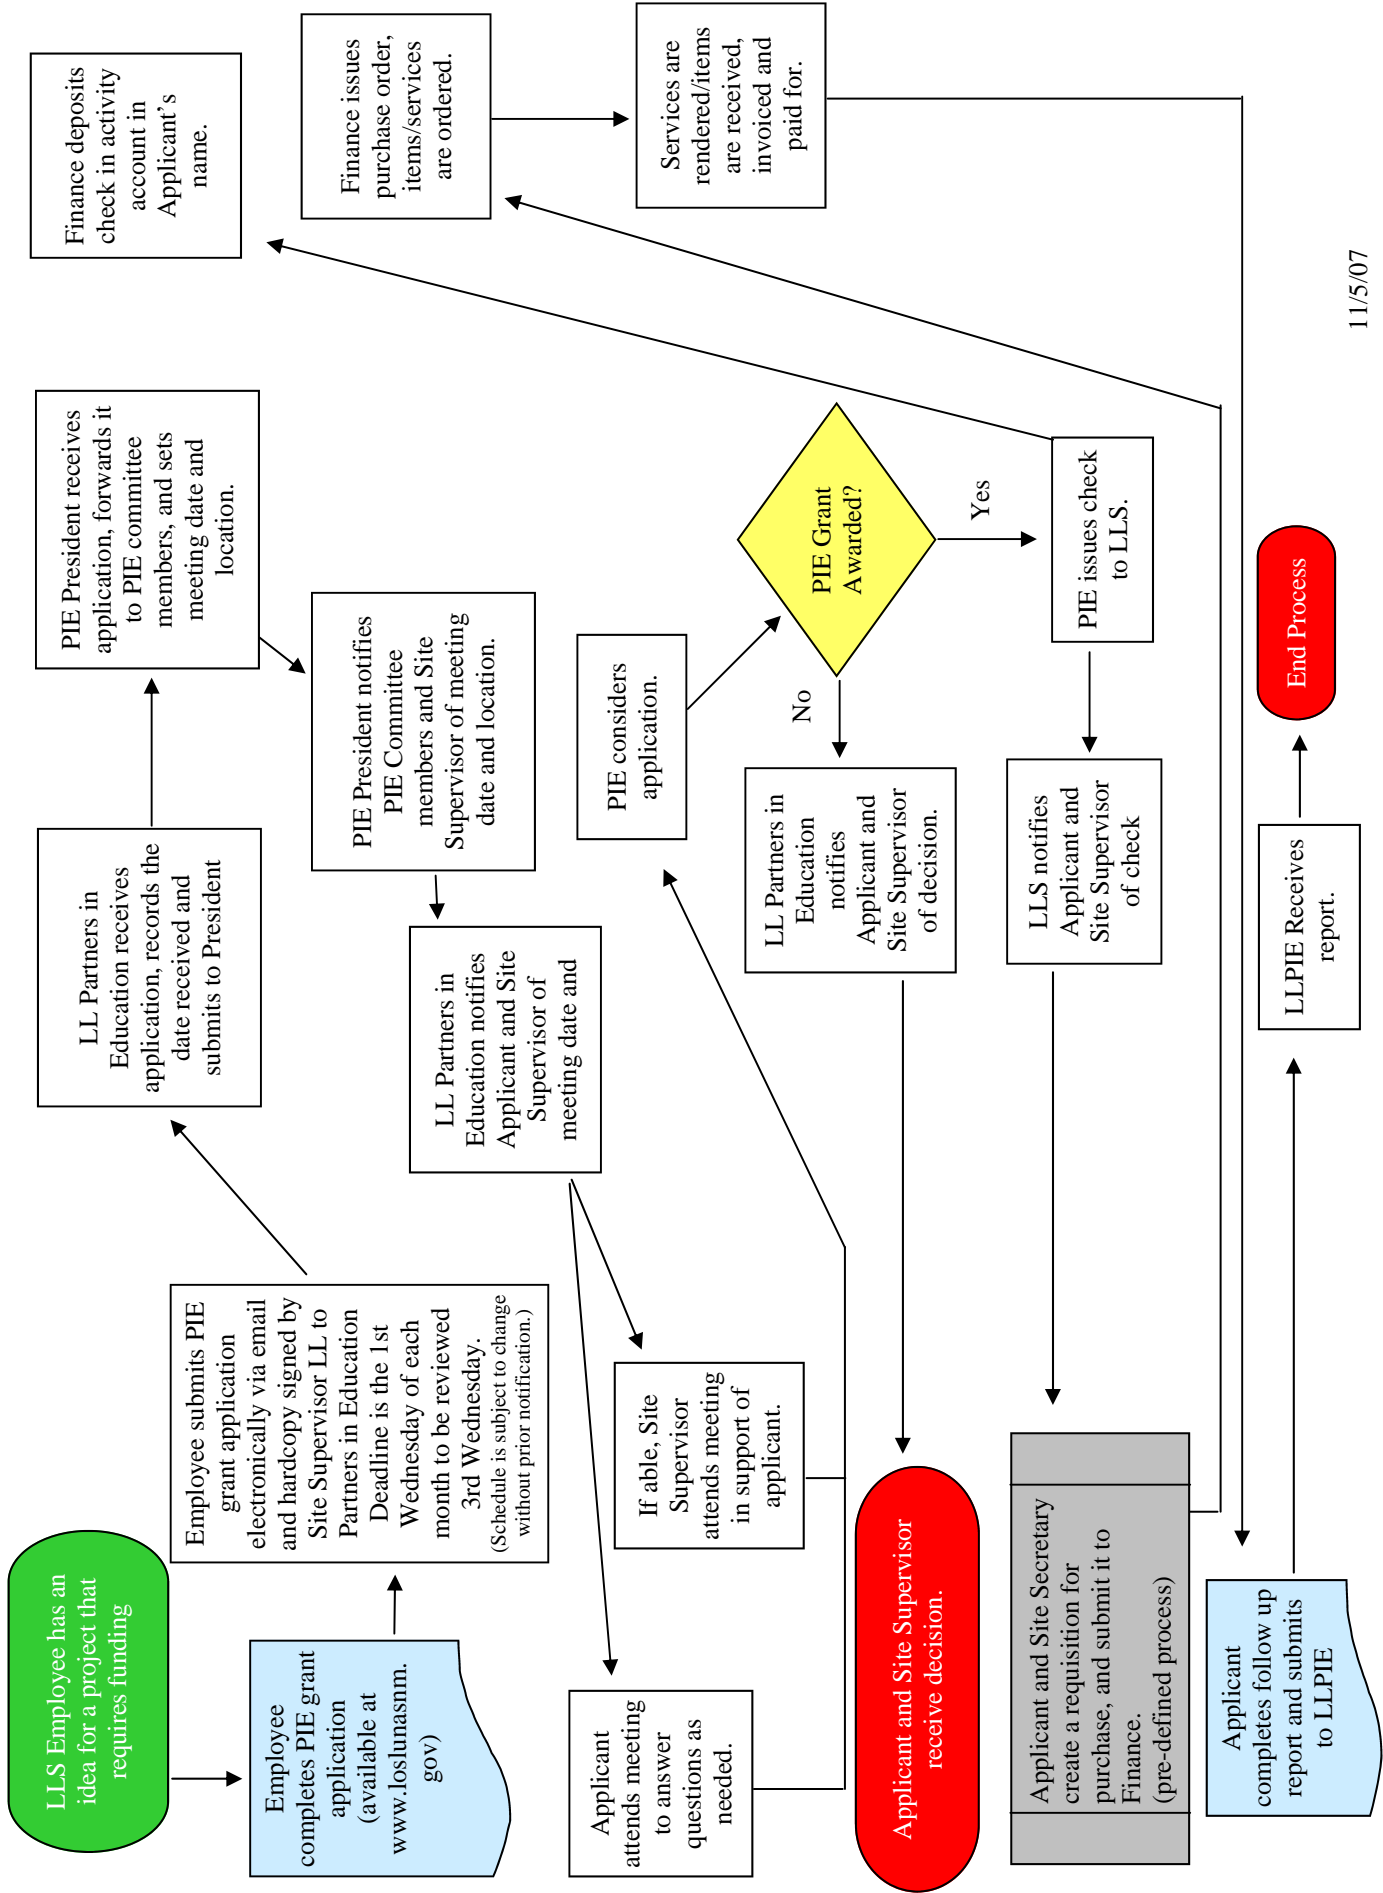 LLS Employee has an
idea for a project that
requires funding
Employee
completes PIE grant
application
(available at
www.loslunasnm.
gov)
Employee submits PIE
grant application
electronically via email
and hardcopy signed by
Site Supervisor LL to
Partners in Education
Deadline is the 1st
Wednesday of each
month to be reviewed
3rd Wednesday.
(Schedule is subject to change
without prior notification.)
LL Partners in
Education receives
application, records the
date received and
submits to President
PIE President receives
application, forwards it
to PIE committee
members, and sets
meeting date and
location.
PIE President notifies
PIE Committee
members and Site
Supervisor of meeting
date and location.
LL Partners in
Education notifies
Applicant and Site
Supervisor of
meeting date and
Applicant
attends meeting
to answer
questions as
needed.
If able, Site
Supervisor
attends meeting
in support of
applicant.
PIE considers
application.
PIE Grant
Awarded?
No
Yes
LL Partners in
Education
notifies
Applicant and
Site Supervisor
of decision.
Applicant and Site Supervisor
receive decision.
PIE issues check
to LLS.
LLS notifies
Applicant and
Site Supervisor
of check
Finance deposits
check in activity
account in
Applicant's
name.
Applicant and Site Secretary
create a requisition for
purchase, and submit it to
Finance.
(pre-defined process)
Finance issues
purchase order,
items/services
are ordered.
Services are
rendered/items
are received,
invoiced and
paid for.
Applicant
completes follow up
report and submits
to LLPIE
LLPIE Receives
report.
End Process
11/5/07